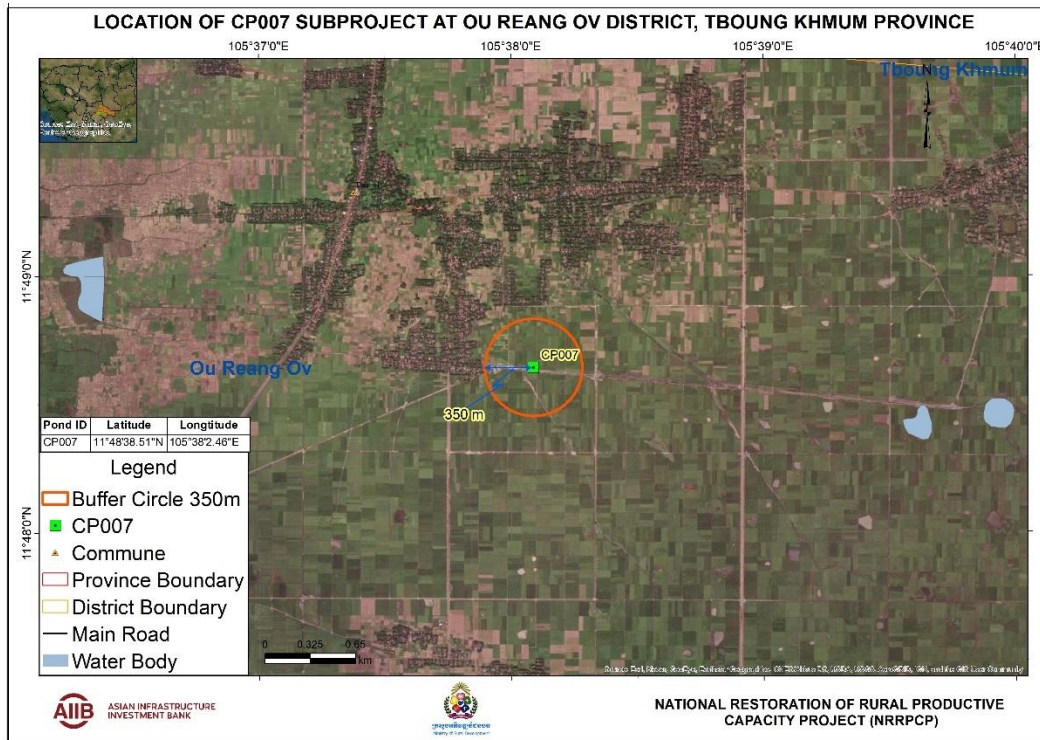 LOCATION OF CP007 SUBPROJECT AT OU REANG OV DISTRICT, TBOUNG KHMUM PROVINCE
105°37'0"E 105°38'0"E 105°39'0"E 105°40'0"E
Tboung Khmum
11°49'0"N
CP007
Ou Reang Ov
350 m
Pond ID Latitude Longtitude
CP007 11°48'38.51"N 105°38'2.46"E
Legend
Buffer Circle 350m
CP007
Commune
Province Boundary
District Boundary
Main Road
Water Body
11°48'0"N
0 0.325 0.65
km
AIIB
ASIAN INFRASTRUCTURE
INVESTMENT BANK
Ministry of Rural Development
NATIONAL RESTORATION OF RURAL PRODUCTIVE
CAPACITY PROJECT (NRRPCP)